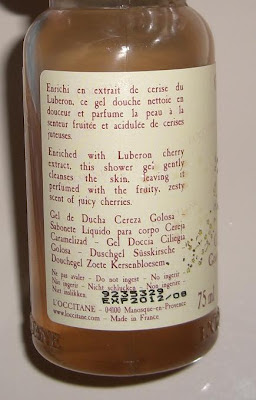 Enrichi en extrait de cerise du
Luberon, ce gel douche nettoie en
douceur et parfume la peau à la
senteur fruitée et acidulée de cerises
juteuses.
Enriched with Luberon cherry
extract, this shower gel gently
cleanses the skin, leaving it
perfumed with the fruity, zesty
scent of juicy cherries.
Gel de Ducha Cereza Golosa -
Sabonete Líquido para corpo Cereja
Caramelizad - Gel Doccia Ciliegia
Golosa - Duschgel Süsskirsche
Douchegel Zoete Kersenbloesem
Ne pas avaler - Do not ingest - No ingerir
Não ingerir - Nicht schlucken - Non ingerire -
Niet inslikken.
9239329
EXP2012/08
L'OCCITANE - 04100 Manosque-en-Provence
www.loccitane.com - Made in France
75